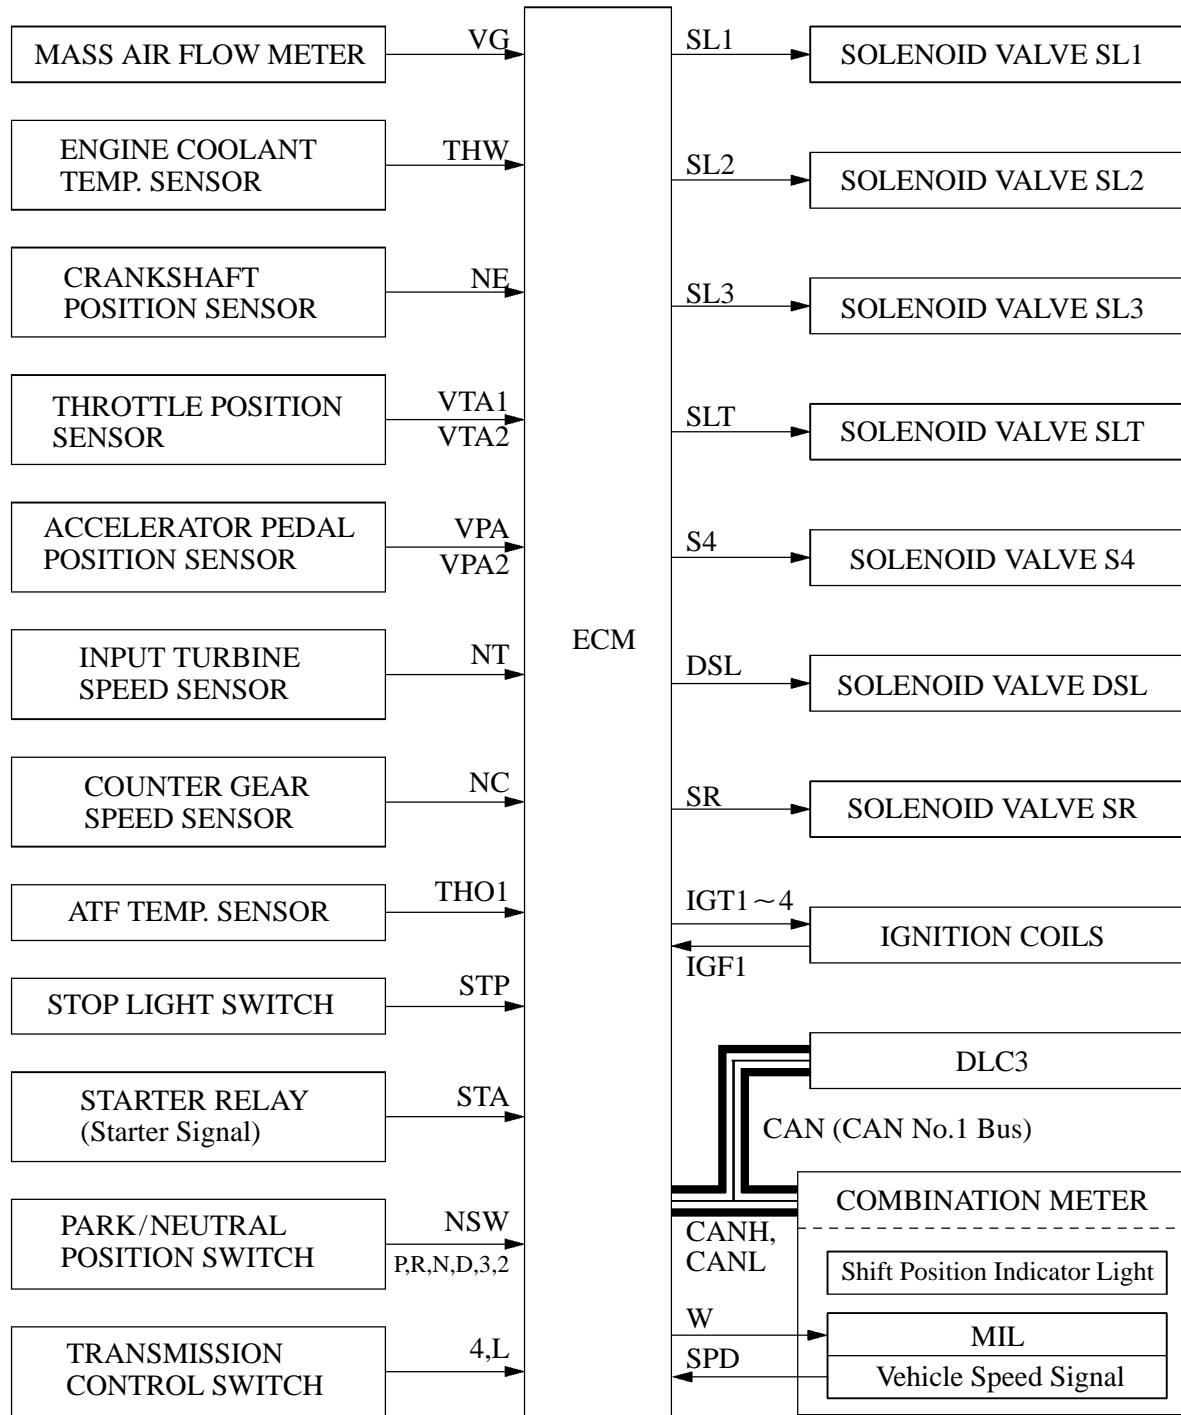 MASS AIR FLOW METER
VG
ENGINE COOLANT
TEMP. SENSOR
THW
CRANKSHAFT
POSITION SENSOR
NE
THROTTLE POSITION
SENSOR
VTA1
VTA2
ACCELERATOR PEDAL
POSITION SENSOR
VPA
VPA2
INPUT TURBINE
SPEED SENSOR
NT
COUNTER GEAR
SPEED SENSOR
NC
ATF TEMP. SENSOR
THO1
STOP LIGHT SWITCH
STP
STARTER RELAY
(Starter Signal)
STA
PARK/NEUTRAL
POSITION SWITCH
NSW
P,R,N,D,3,2
TRANSMISSION
CONTROL SWITCH
4,L
ECM
SL1
SOLENOID VALVE SL1
SL2
SOLENOID VALVE SL2
SL3
SOLENOID VALVE SL3
SLT
SOLENOID VALVE SLT
S4
SOLENOID VALVE S4
DSL
SOLENOID VALVE DSL
SR
SOLENOID VALVE SR
IGT1~4
IGF1
IGNITION COILS
DLC3
CAN (CAN No.1 Bus)
CANH,
CANL
COMBINATION METER
Shift Position Indicator Light
W
MIL
SPD
Vehicle Speed Signal